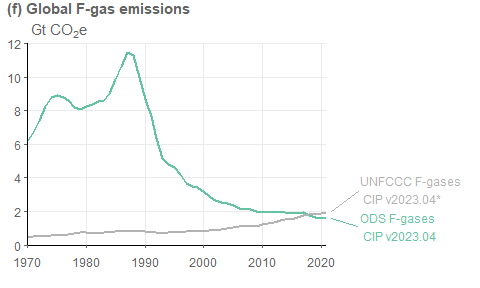 (f) Global F-gas emissions
Gt CO₂e
12
10
8
6
4
2
0
1970 1980 1990 2000 2010 2020
UNFCCC F-gases
CIP v2023.04*
ODS F-gases
CIP v2023.04